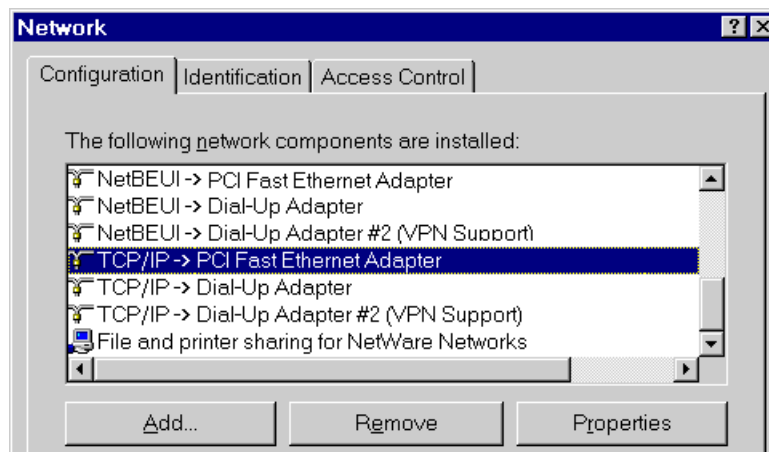 Network
Configuration Identification Access Control
The following network components are installed:
NetBEUI -> PCI Fast Ethernet Adapter
NetBEUI -> Dial-Up Adapter
NetBEUI -> Dial-Up Adapter #2 (VPN Support)
TCP/IP -> PCI Fast Ethernet Adapter
TCP/IP -> Dial-Up Adapter
TCP/IP -> Dial-Up Adapter #2 (VPN Support)
File and printer sharing for NetWare Networks
Add... Remove Properties